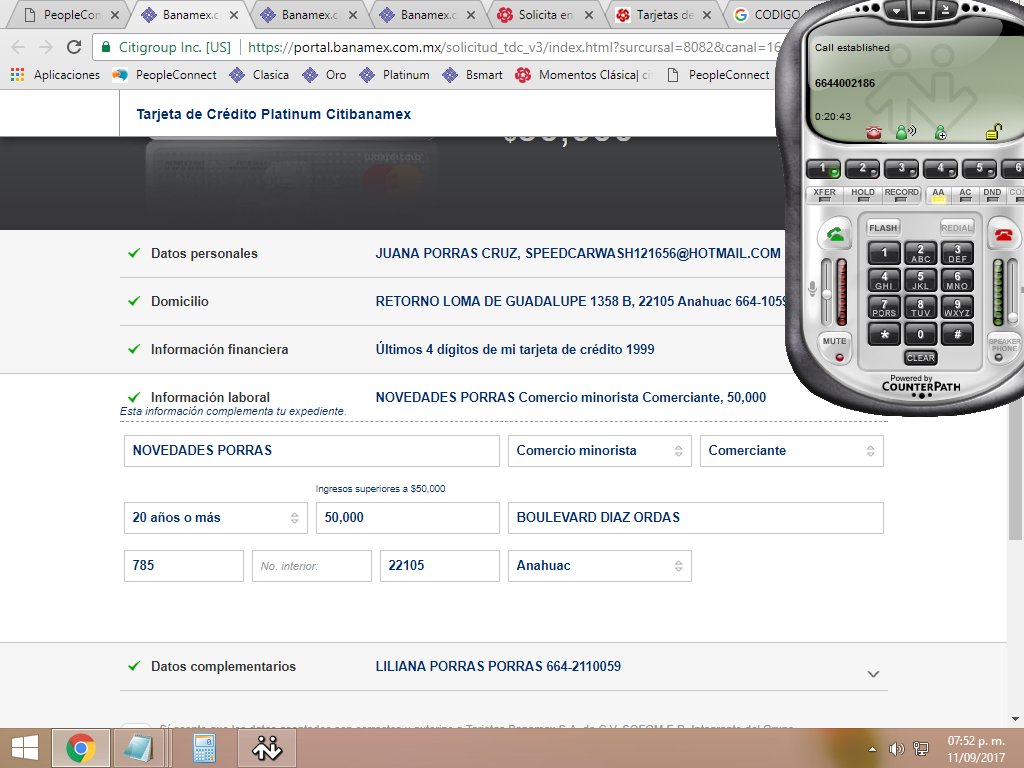 PeopleCon
Banamex.c
Banamex.c
Banamex.c
Solicita en
Tarjetas de
CODIGO
Citigroup Inc. [US]
https://portal.banamex.com.mx/solicitud_tdc_v3/index.html?surcursal=8082&canal=16
Aplicaciones
PeopleConnect
Clasica
Oro
Platinum
Bsmart
Momentos Clásica| ci
PeopleConnect
Tarjeta de Crédito Platinum Citibanamex
Datos personales
JUANA PORRAS CRUZ, SPEEDCARWASH121656@HOTMAIL.COM
Domicilio
RETORNO LOMA DE GUADALUPE 1358 B, 22105 Anahuac 664-1059
Información financiera
Últimos 4 dígitos de mi tarjeta de crédito 1999
Información laboral
NOVEDADES PORRAS Comercio minorista Comerciante, 50,000
Esta información complementa tu expediente.
NOVEDADES PORRAS
Comercio minorista
Comerciante
Ingresos superiores a $50,000
20 años o más
50,000
BOULEVARD DIAZ ORDAS
785
No. interior:
22105
Anahuac
Datos complementarios
LILIANA PORRAS PORRAS 664-2110059
Call established
6644002186
0:20:43
1
2
3
4
5
6
XFER
HOLD
RECORD
AA
AC
DND
FLASH
REDIAL
1
2 ABC
3 DEF
4 GHI
5 JKL
6 MNO
7 PQRS
8 TUV
9 WXYZ
*
0
#
MUTE
CLEAR
SPEAKER PHONE
Powered by
COUNTERPATH
07:52 p. m.
11/09/2017